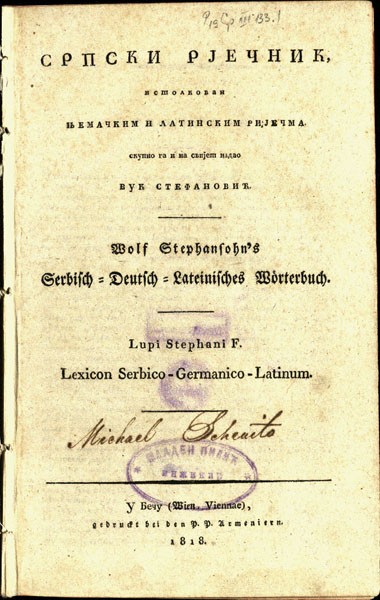 СРПСКИ РЈЕЧНИК,
истолкован
њемачким и латинским ријечма.
скупио га и на свијет издао
ВУК СТЕФАНОВИЋ.
Wolf Stephansohn's
Serbisch=Deutsch=Lateinisches Wörterbuch.
Lupi Stephani F.
Lexicon Serbico-Germanico-Latinum.
Michael
МЛАДЕН
У Бечу (Wien, Viennae),
gedruckt bei den P. P. Armeniern.
1818.